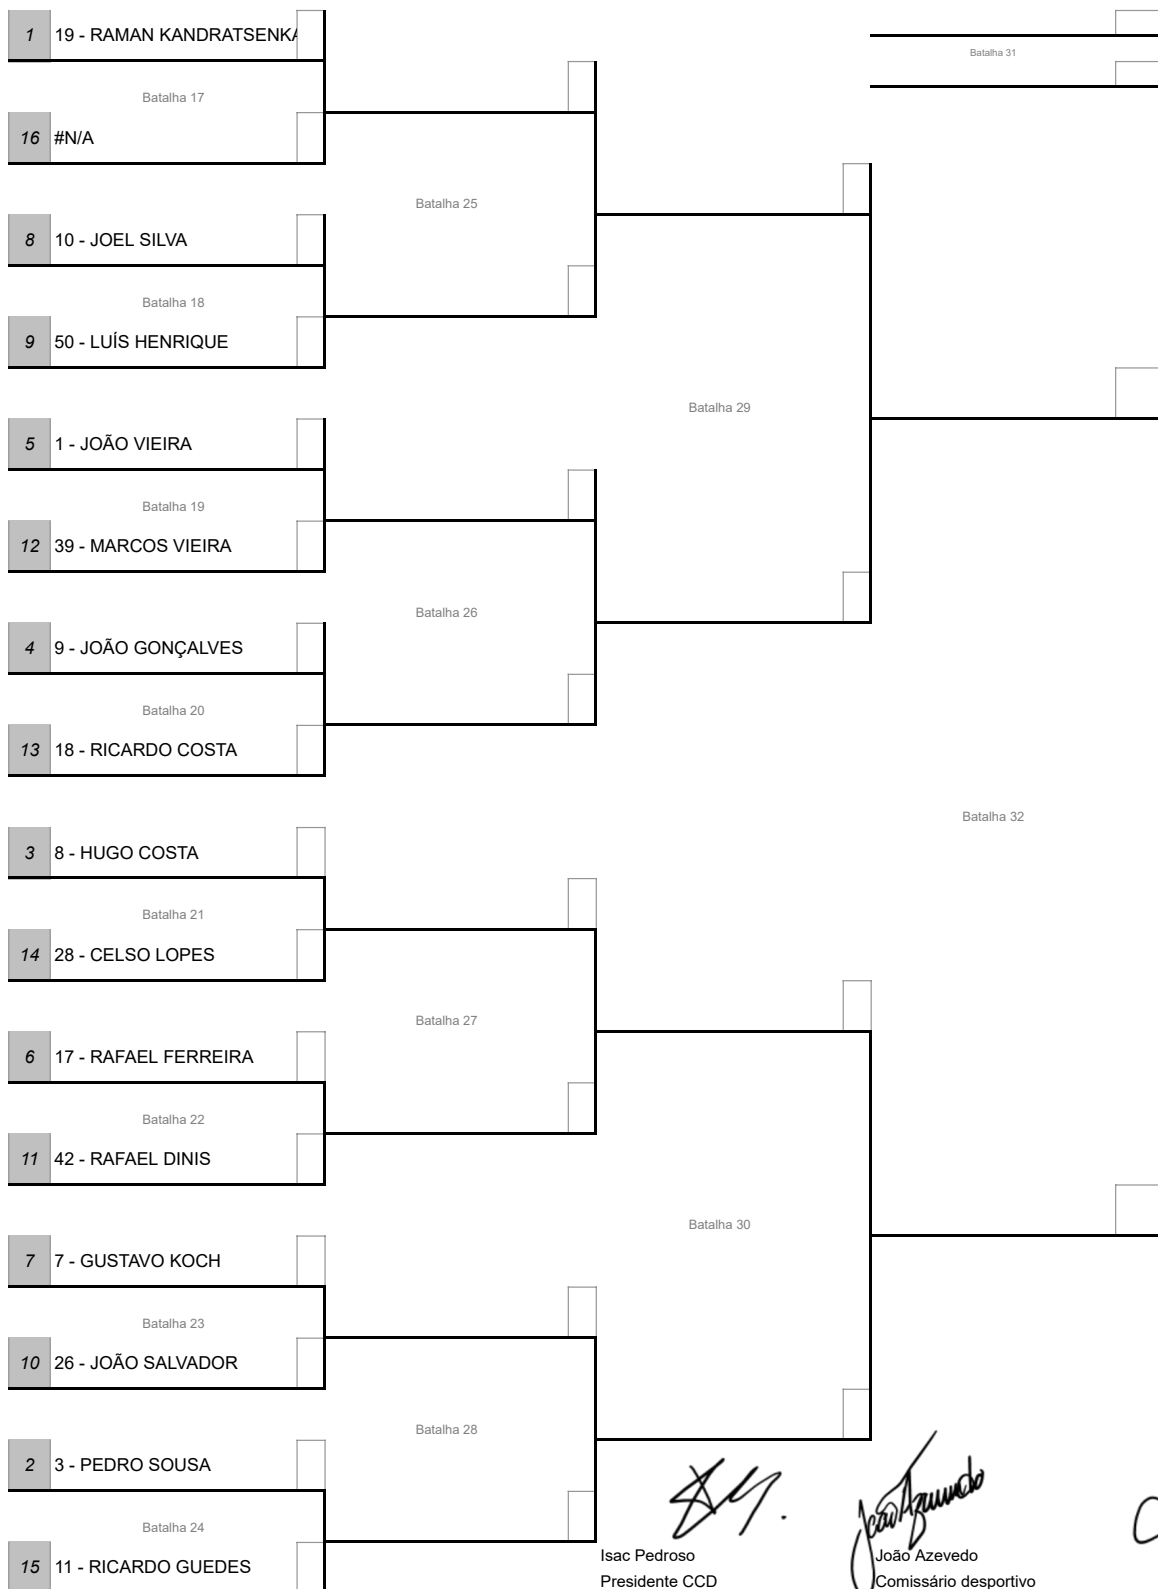 1 19 - RAMAN KANDRATSENKA
Batalha 31
Batalha 17
16 #N/A
Batalha 25
8 10 - JOEL SILVA
Batalha 18
9 50 - LUÍS HENRIQUE
Batalha 29
5 1 - JOÃO VIEIRA
Batalha 19
12 39 - MARCOS VIEIRA
Batalha 26
4 9 - JOÃO GONÇALVES
Batalha 20
13 18 - RICARDO COSTA
Batalha 32
3 8 - HUGO COSTA
Batalha 21
14 28 - CELSO LOPES
Batalha 27
6 17 - RAFAEL FERREIRA
Batalha 22
11 42 - RAFAEL DINIS
Batalha 30
7 7 - GUSTAVO KOCH
Batalha 23
10 26 - JOÃO SALVADOR
Batalha 28
2 3 - PEDRO SOUSA
João Azevedo
Batalha 24
15 11 - RICARDO GUEDES
Isac Pedroso
Presidente CCD
João Azevedo
Comissário desportivo